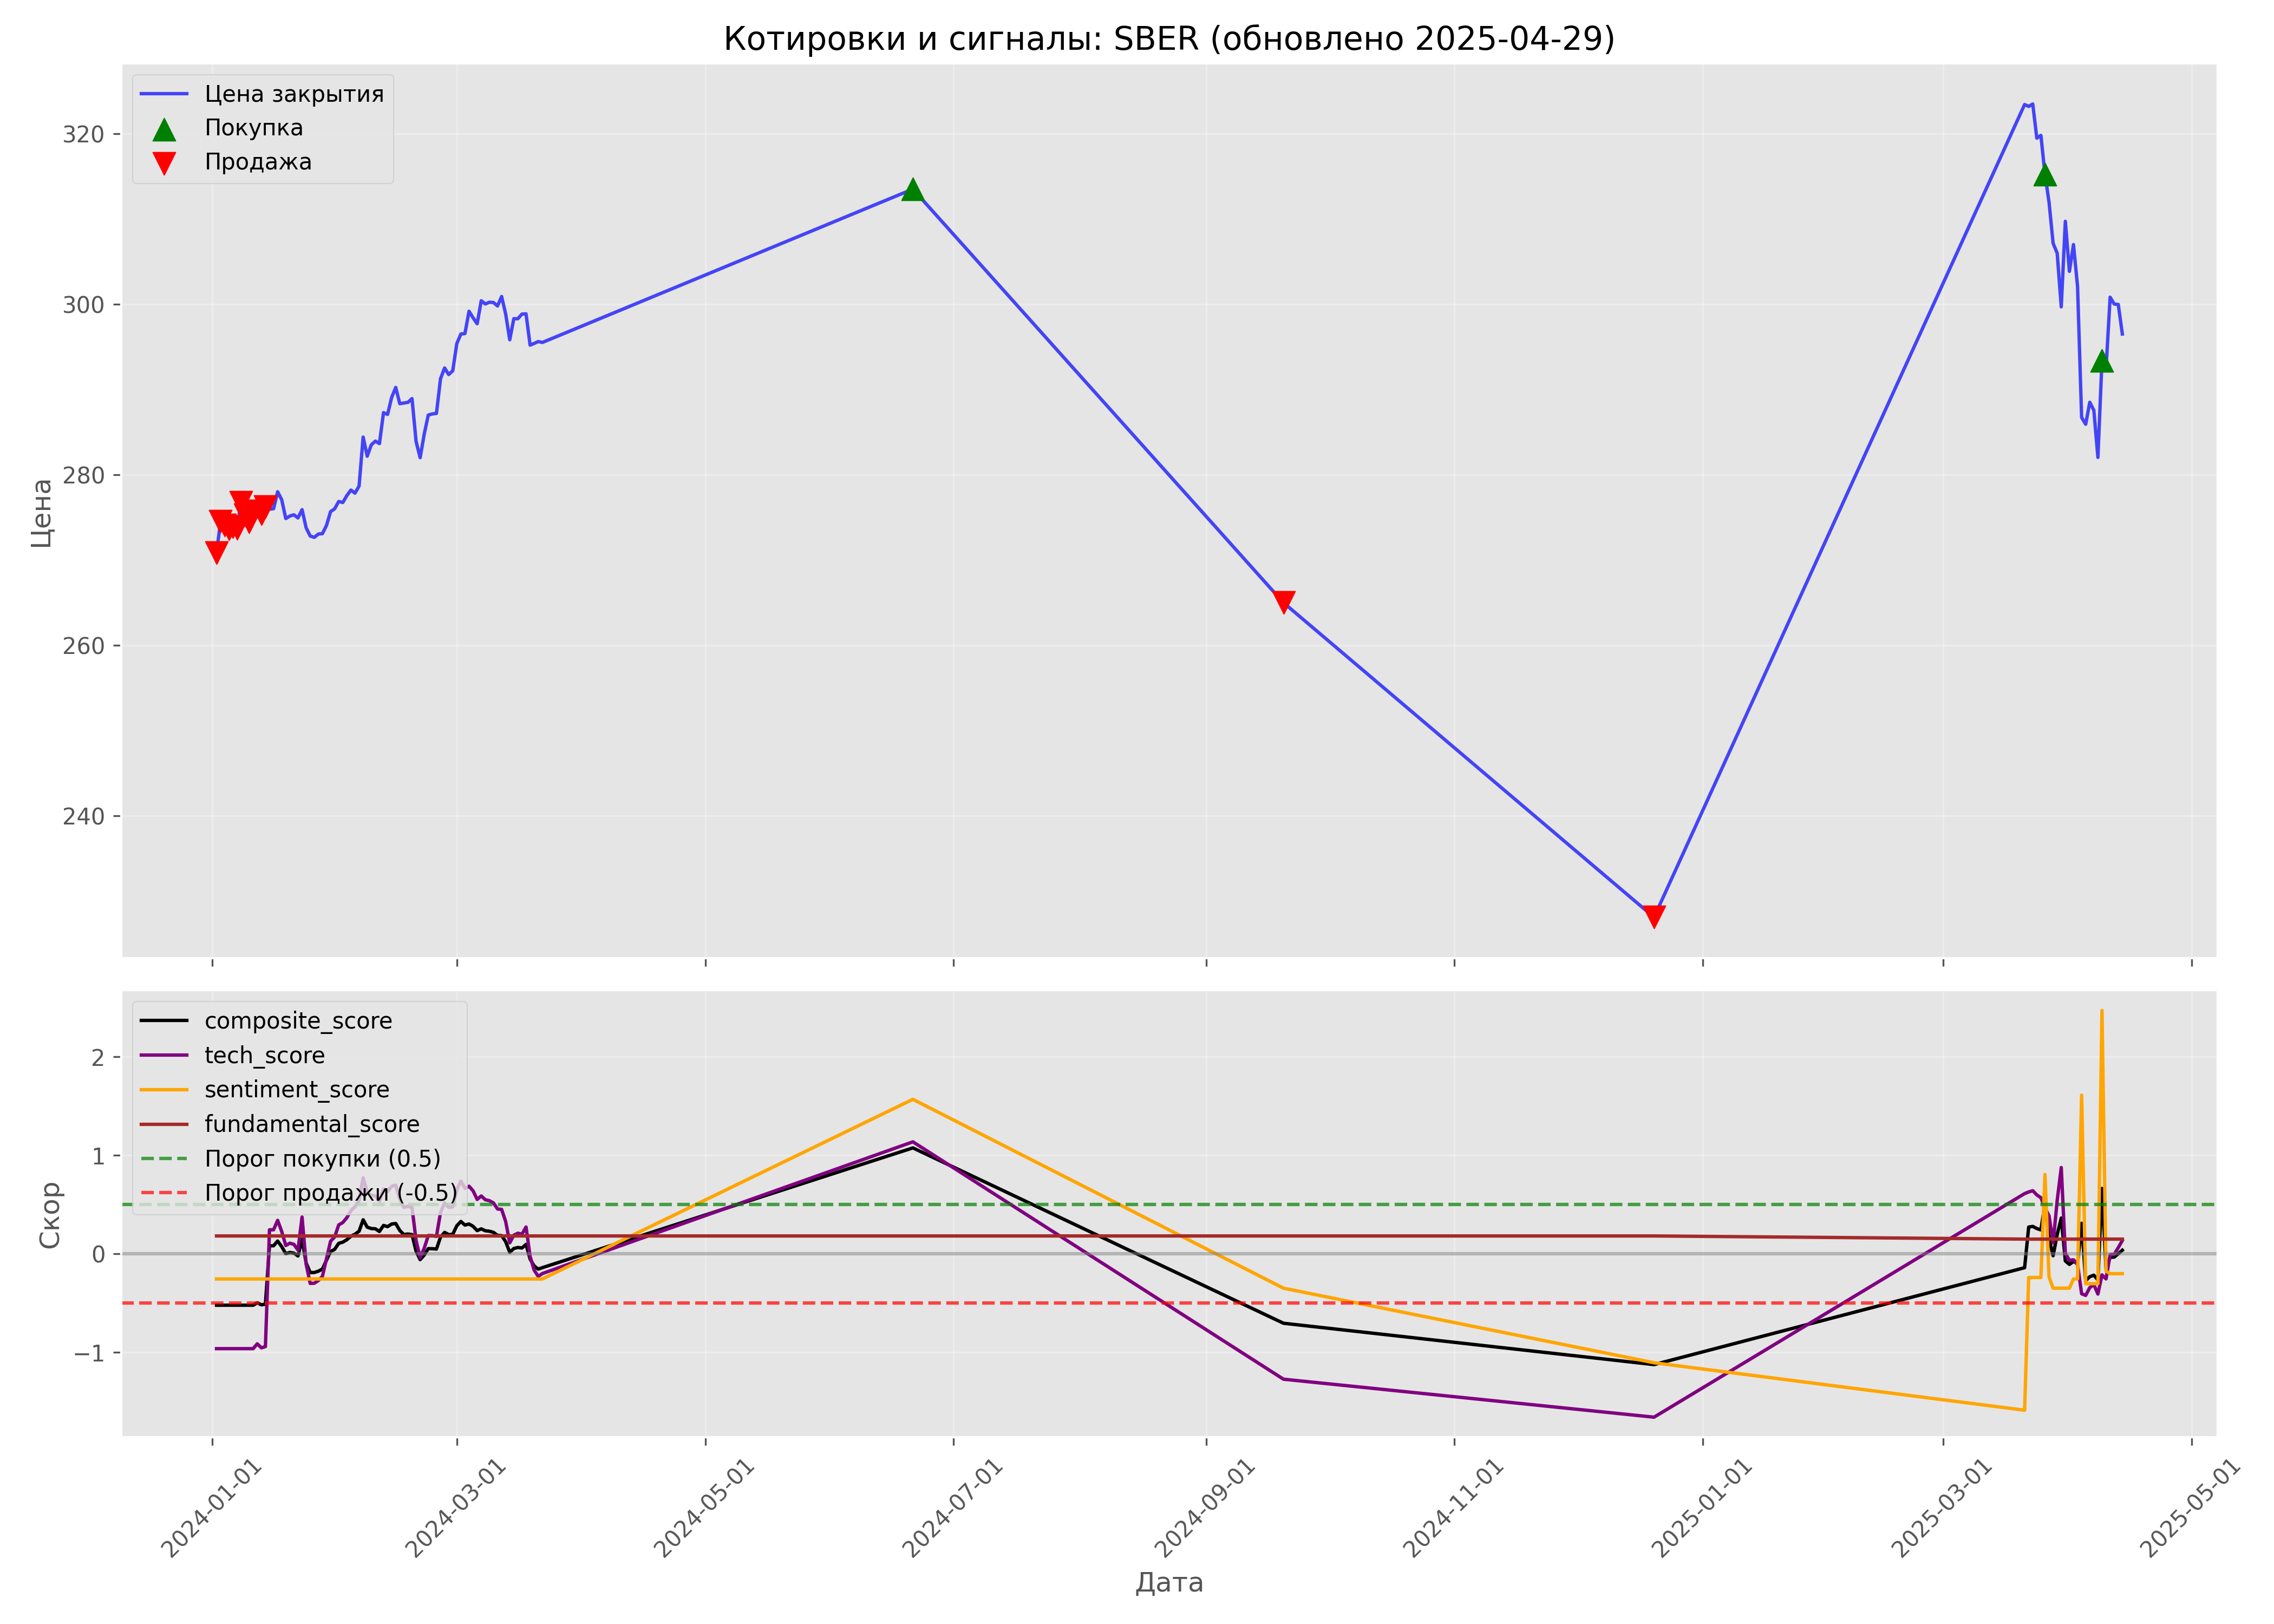 Котировки и сигналы: SBER (обновлено 2025-04-29)
Цена закрытия
Покупка
Продажа
Цена
320
300
280
260
240
composite_score
tech_score
sentiment_score
fundamental_score
Порог покупки (0.5)
Порог продажи (-0.5)
Скор
2
1
0
−1
2024-01-01
2024-03-01
2024-05-01
2024-07-01
2024-09-01
2024-11-01
2025-01-01
2025-03-01
2025-05-01
Дата